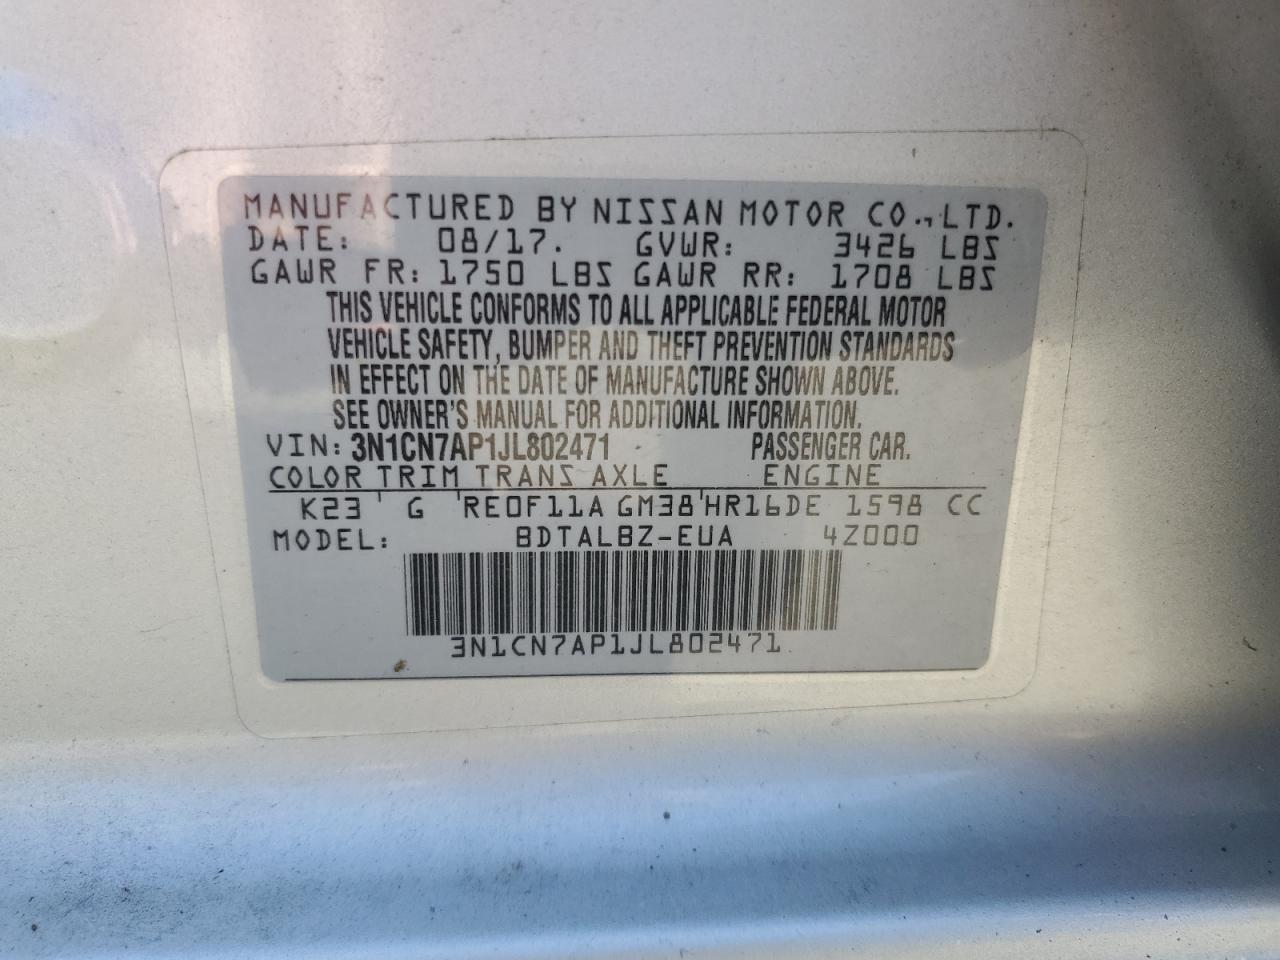 MANUFACTURED BY NISSAN MOTOR CO., LTD.
DATE: 08/17. GVWR: 3426 LBS
GAWR FR: 1750 LBS GAWR RR: 1708 LBS
THIS VEHICLE CONFORMS TO ALL APPLICABLE FEDERAL MOTOR
VEHICLE SAFETY, BUMPER AND THEFT PREVENTION STANDARDS
IN EFFECT ON THE DATE OF MANUFACTURE SHOWN ABOVE.
SEE OWNER'S MANUAL FOR ADDITIONAL INFORMATION.
VIN: 3N1CN7AP1JL802471 PASSENGER CAR.
COLOR TRIM TRANS AXLE ENGINE
K23 ' G ' RE0F11A GM38 ' HR16DE 1598 CC
MODEL: BDTALBZ-EUA 4Z000
3N1CN7AP1JL802471